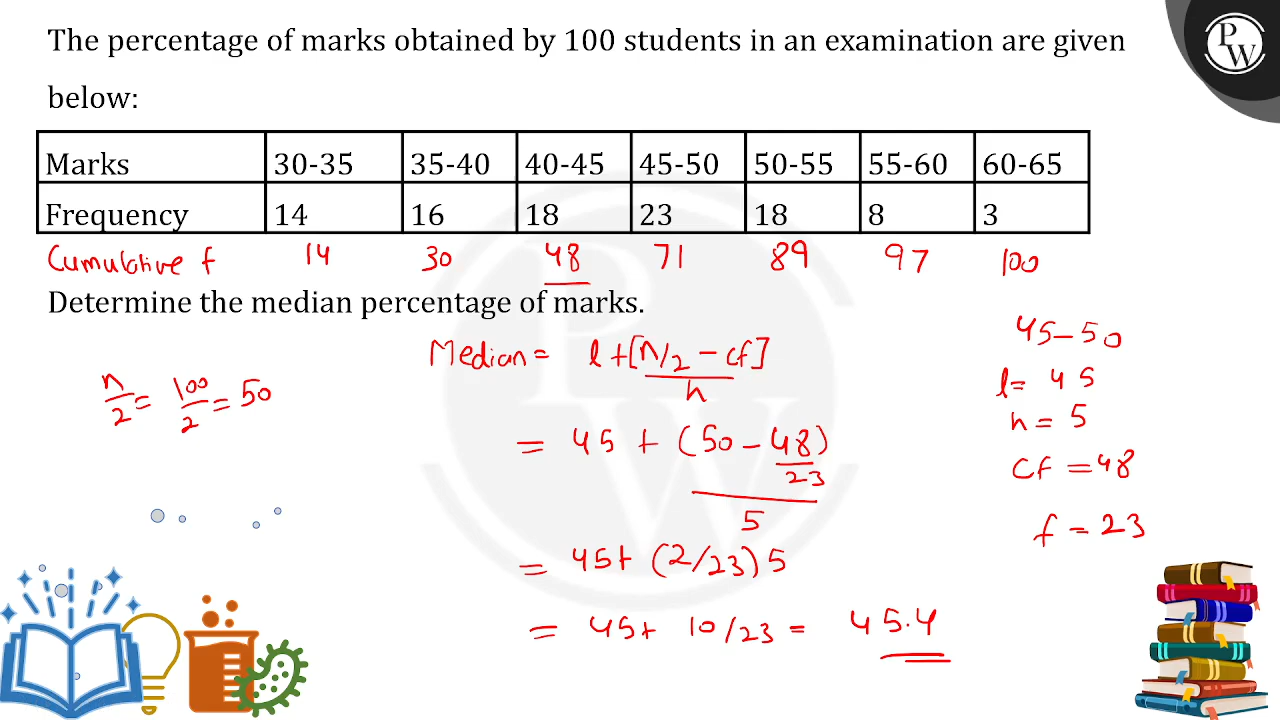 PW
The percentage of marks obtained by 100 students in an examination are given
below:
Marks 30-35 35-40 40-45 45-50 50-55 55-60 60-65
Frequency 14 16 18 23 18 8 3
Cumulative f 14 30 48 71 89 97 100
Determine the median percentage of marks.
n/2 = 100/2 = 50
Median = l + [n/2 - cf]
h
= 45 + (50 - 48)
23
5
= 45+ (2/23) 5
= 45+ 10/23 = 45.4
45-50
l = 45
h = 5
cf = 48
f = 23